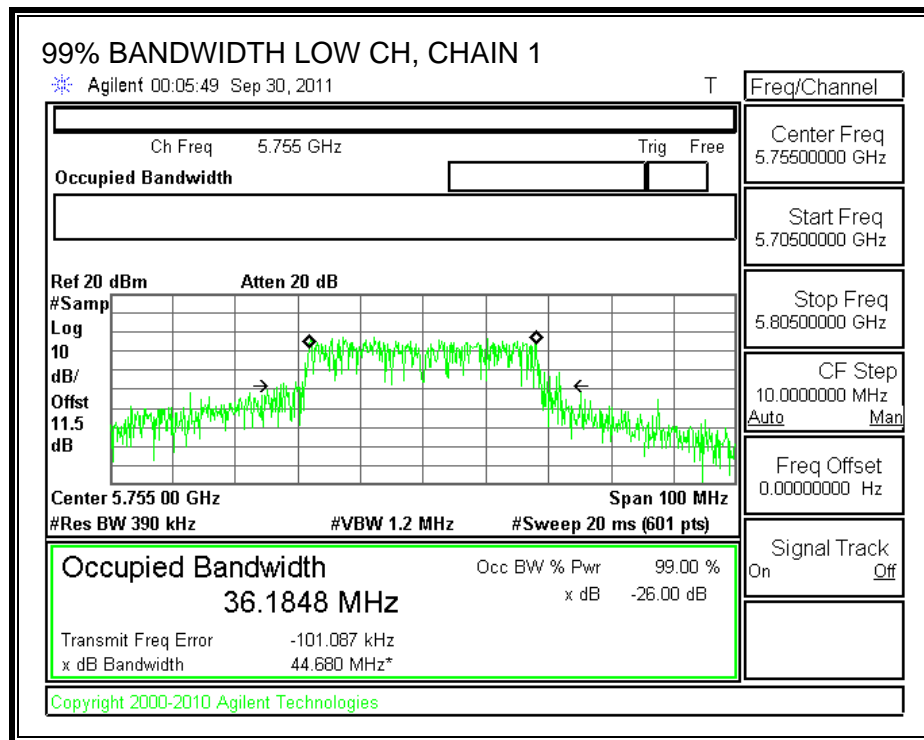 99% BANDWIDTH LOW CH, CHAIN 1
Agilent 00:05:49 Sep 30, 2011 T
Freq/Channel
Ch Freq 5.755 GHz Trig Free
Occupied Bandwidth
Center Freq
5.75500000 GHz
Start Freq
5.70500000 GHz
Stop Freq
5.80500000 GHz
CF Step
10.0000000 MHz
Auto Man
Freq Offset
0.00000000 Hz
Signal Track
On Off
Ref 20 dBm Atten 20 dB
#Samp
Log
10
dB/
Offst
11.5
dB
Center 5.755 00 GHz Span 100 MHz
#Res BW 390 kHz #VBW 1.2 MHz #Sweep 20 ms (601 pts)
Occupied Bandwidth
36.1848 MHz
Occ BW % Pwr 99.00 %
x dB -26.00 dB
Transmit Freq Error -101.087 kHz
x dB Bandwidth 44.680 MHz*
Copyright 2000-2010 Agilent Technologies